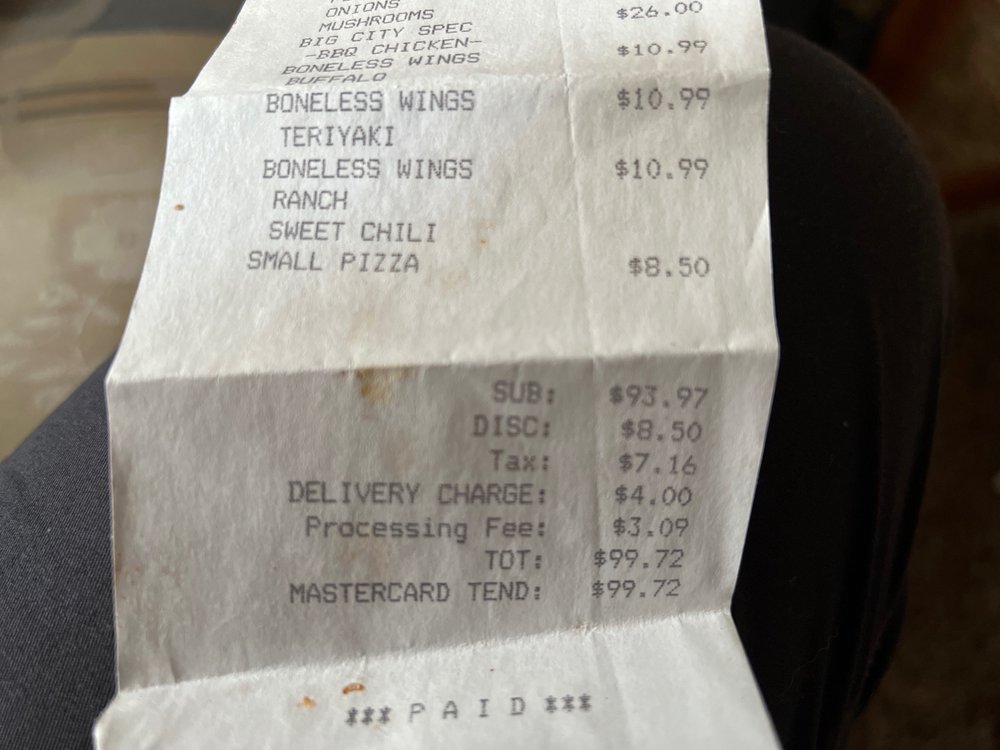 ONIONS
MUSHROOMS
BIG CITY SPEC $26.00
-BBQ CHICKEN-
BONELESS WINGS $10.99
BUFFALO
BONELESS WINGS $10.99
TERIYAKI
BONELESS WINGS $10.99
RANCH
SWEET CHILI
SMALL PIZZA $8.50
SUB: $93.97
DISC: $8.50
Tax: $7.16
DELIVERY CHARGE: $4.00
Processing Fee: $3.09
TOT: $99.72
MASTERCARD TEND: $99.72
*** P A I D ***